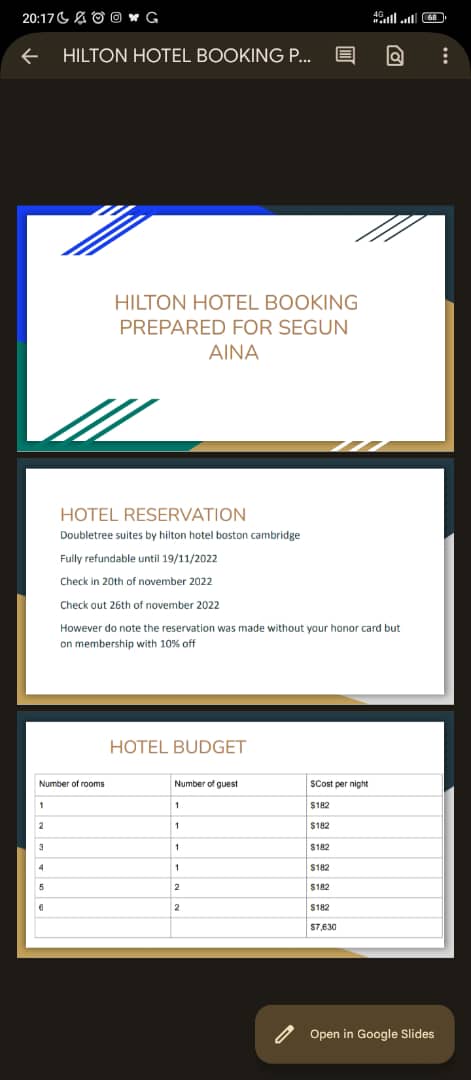 20:17
4G
68
HILTON HOTEL BOOKING P...
HILTON HOTEL BOOKING
PREPARED FOR SEGUN
AINA
HOTEL RESERVATION
Doubletree suites by hilton hotel boston cambridge
Fully refundable until 19/11/2022
Check in 20th of november 2022
Check out 26th of november 2022
However do note the reservation was made without your honor card but
on membership with 10% off
HOTEL BUDGET
Number of rooms Number of guest $Cost per night
1 1 $182
2 1 $182
3 1 $182
4 1 $182
5 2 $182
6 2 $182
$7,630
Open in Google Slides